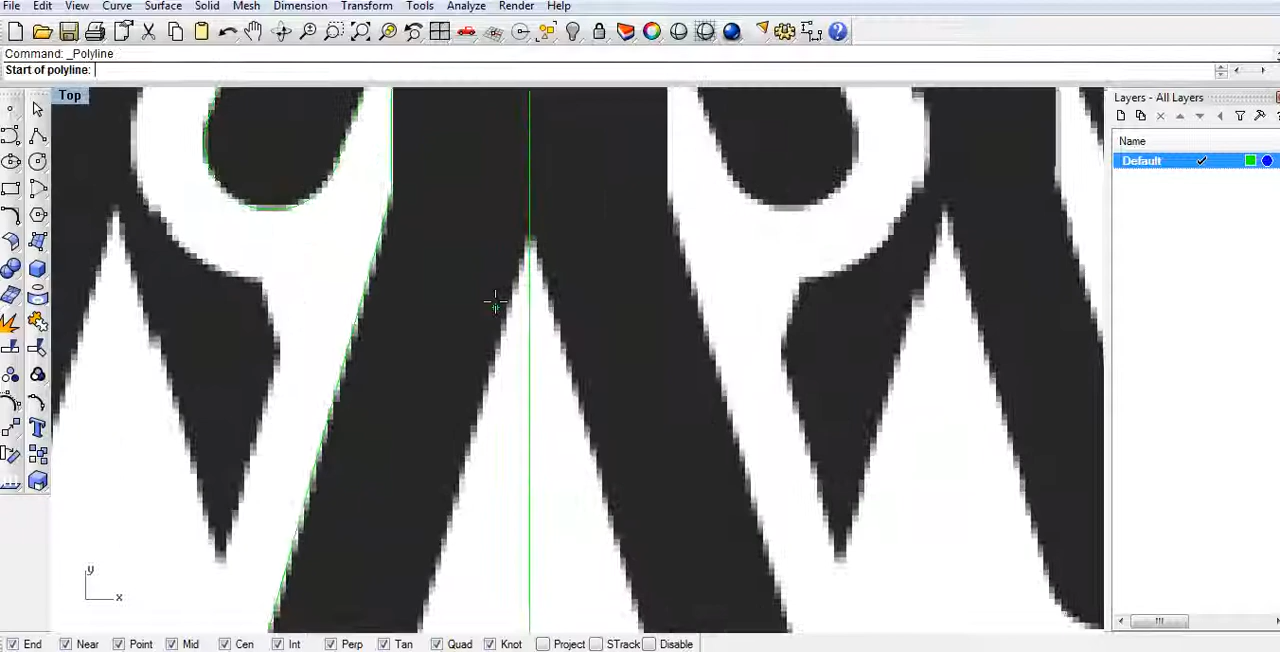 File Edit View Curve Surface Solid Mesh Dimension Transform Tools Analyze Render Help
Command: _Polyline
Start of polyline:
Top
Layers - All Layers
Name
Default
y
x
End Near Point Mid Cen Int Perp Tan Quad Knot Project STrack Disable